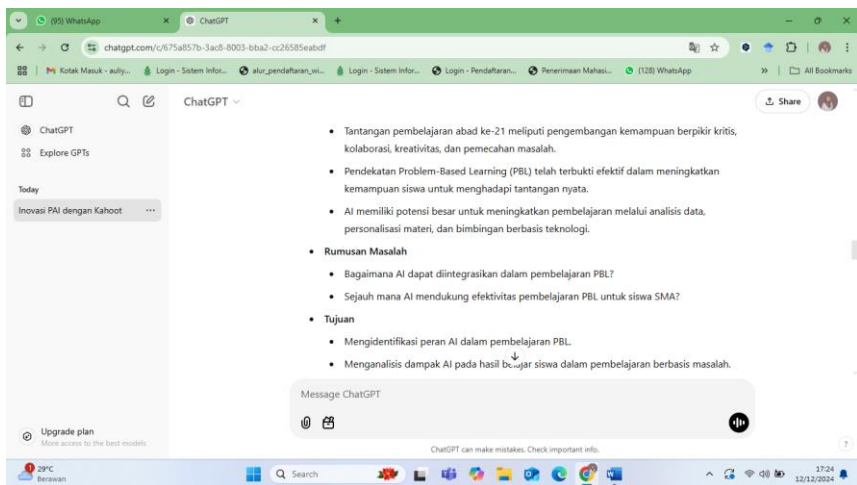 (95) WhatsApp
ChatGPT
chatgpt.com/c/675a857b-3ac8-8003-bba2-cc26585eabdf
Kotak Masuk - auliy...
Login - Sistem Infor...
alur_pendaftaran_wi...
Login - Sistem Infor...
Login - Pendaftaran...
Penerimaan Mahasi...
(128) WhatsApp
All Bookmarks
ChatGPT
Share
ChatGPT
Explore GPTs
Today
Inovasi PAI dengan Kahoot
Tantangan pembelajaran abad ke-21 meliputi pengembangan kemampuan berpikir kritis,
kolaborasi, kreativitas, dan pemecahan masalah.
Pendekatan Problem-Based Learning (PBL) telah terbukti efektif dalam meningkatkan
kemampuan siswa untuk menghadapi tantangan nyata.
AI memiliki potensi besar untuk meningkatkan pembelajaran melalui analisis data,
personalisasi materi, dan bimbingan berbasis teknologi.
Rumusan Masalah
Bagaimana AI dapat diintegrasikan dalam pembelajaran PBL?
Sejauh mana AI mendukung efektivitas pembelajaran PBL untuk siswa SMA?
Tujuan
Mengidentifikasi peran AI dalam pembelajaran PBL.
Menganalisis dampak AI pada hasil belajar siswa dalam pembelajaran berbasis masalah.
Message ChatGPT
Upgrade plan
More access to the best models
ChatGPT can make mistakes. Check important info.
29°C
Berawan
Search
17:24
12/12/2024